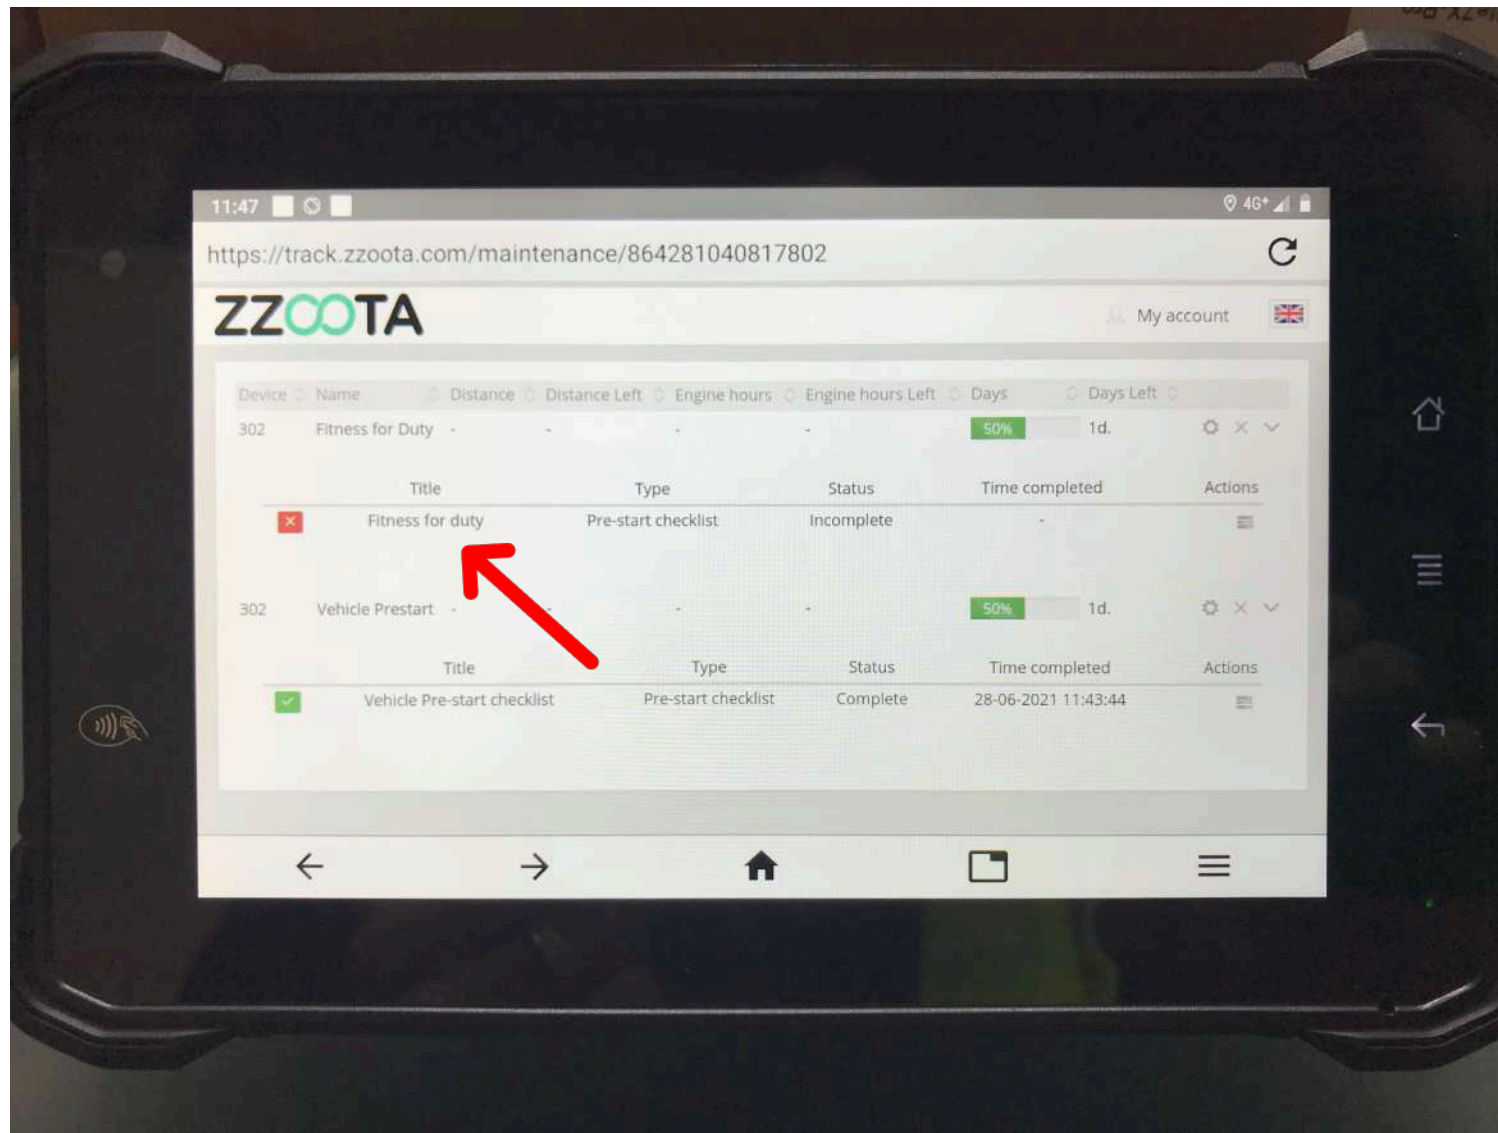 11:47 4G+
https://track.zzoota.com/maintenance/864281040817802
ZZOOTA My account
Device Name Distance Distance Left Engine hours Engine hours Left Days Days Left
302 Fitness for Duty - - - - 50% 1d.
Title Type Status Time completed Actions
Fitness for duty Pre-start checklist Incomplete -
302 Vehicle Prestart - - - - 50% 1d.
Title Type Status Time completed Actions
Vehicle Pre-start checklist Pre-start checklist Complete 28-06-2021 11:43:44